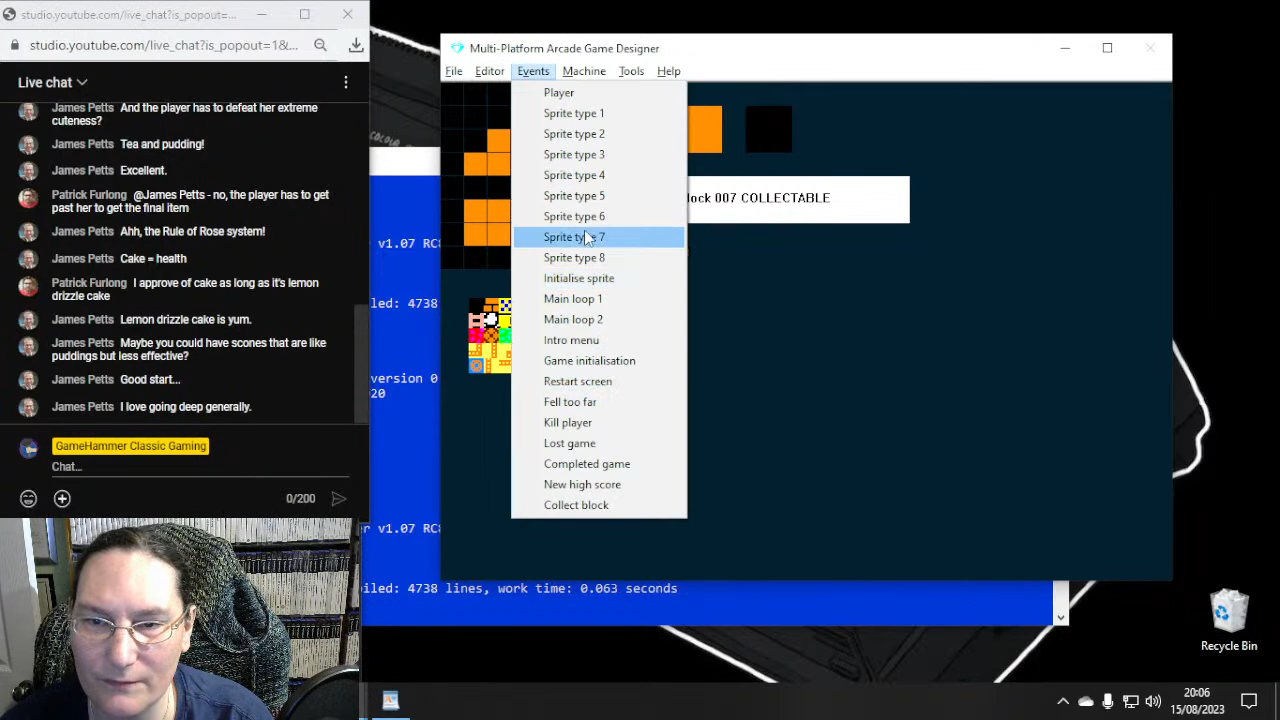 studio.youtube.com/live_chat?is_popout=...
studio.youtube.com/live_chat?is_popout=1&...
Live chat
James Petts And the player has to defeat her extreme
cuteness?
James Petts Tea and pudding!
James Petts Excellent.
Patrick Furlong @James Petts - no, the player has to get
past her to get the final item
James Petts Ahh, the Rule of Rose system!
James Petts Cake = health
Patrick Furlong I approve of cake as long as it's lemon
drizzle cake
James Petts Lemon drizzle cake is yum.
James Petts Maybe you could have scones that are like
puddings but less effective?
James Petts Good start...
James Petts I love going deep generally.
GameHammer Classic Gaming
Chat...
0/200
Multi-Platform Arcade Game Designer
File Editor Events Machine Tools Help
Player
Sprite type 1
Sprite type 2
Sprite type 3
Sprite type 4
Sprite type 5
Sprite type 6
Sprite type 7
Sprite type 8
Initialise sprite
Main loop 1
Main loop 2
Intro menu
Game initialisation
Restart screen
Fell too far
Kill player
Lost game
Completed game
New high score
Collect block
lock 007 COLLECTABLE
v1.07 RC8
led: 4738
version 0
20
r v1.07 RC8
iled: 4738 lines, work time: 0.063 seconds
Recycle Bin
20:06
15/08/2023